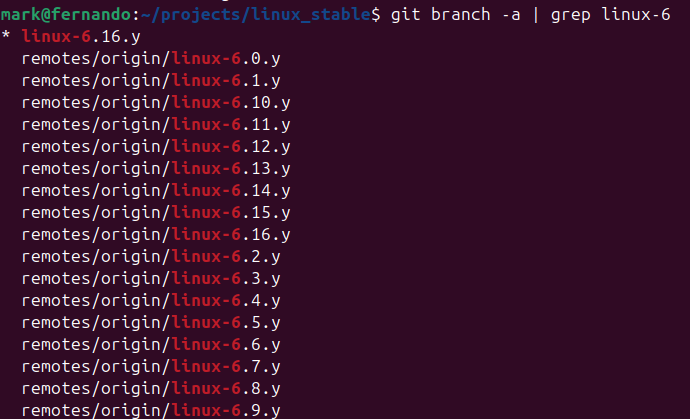 mark@fernando:~/projects/linux_stable$ git branch -a | grep linux-6
* linux-6.16.y
  remotes/origin/linux-6.0.y
  remotes/origin/linux-6.1.y
  remotes/origin/linux-6.10.y
  remotes/origin/linux-6.11.y
  remotes/origin/linux-6.12.y
  remotes/origin/linux-6.13.y
  remotes/origin/linux-6.14.y
  remotes/origin/linux-6.15.y
  remotes/origin/linux-6.16.y
  remotes/origin/linux-6.2.y
  remotes/origin/linux-6.3.y
  remotes/origin/linux-6.4.y
  remotes/origin/linux-6.5.y
  remotes/origin/linux-6.6.y
  remotes/origin/linux-6.7.y
  remotes/origin/linux-6.8.y
  remotes/origin/linux-6.9.y